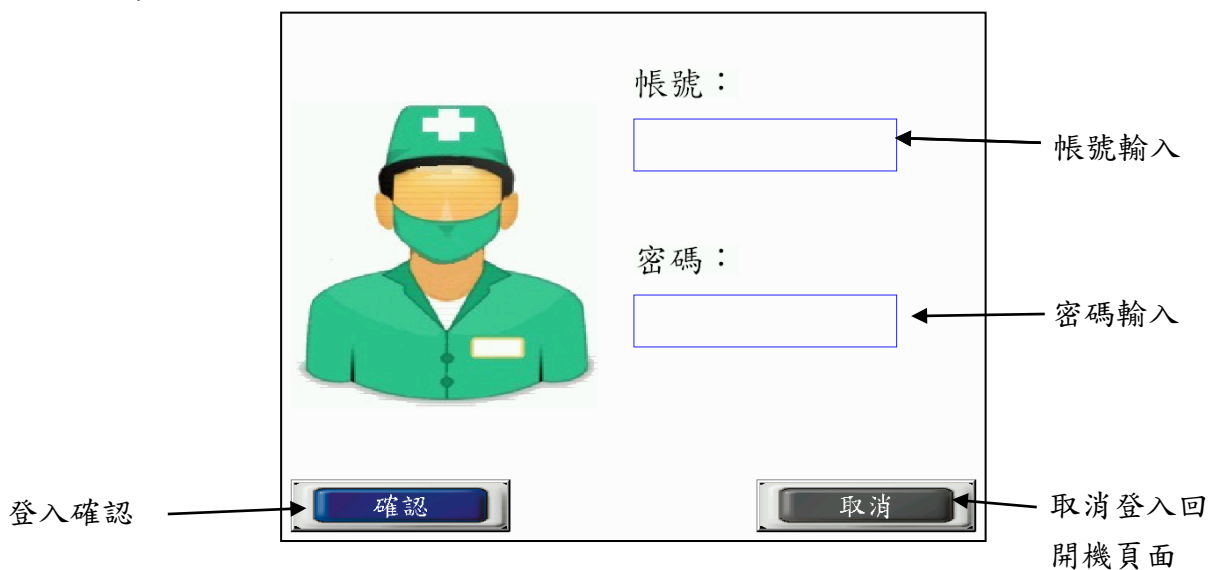 帳號：
帳號輸入
密碼：
密碼輸入
登入確認
確認
取消
取消登入回
開機頁面